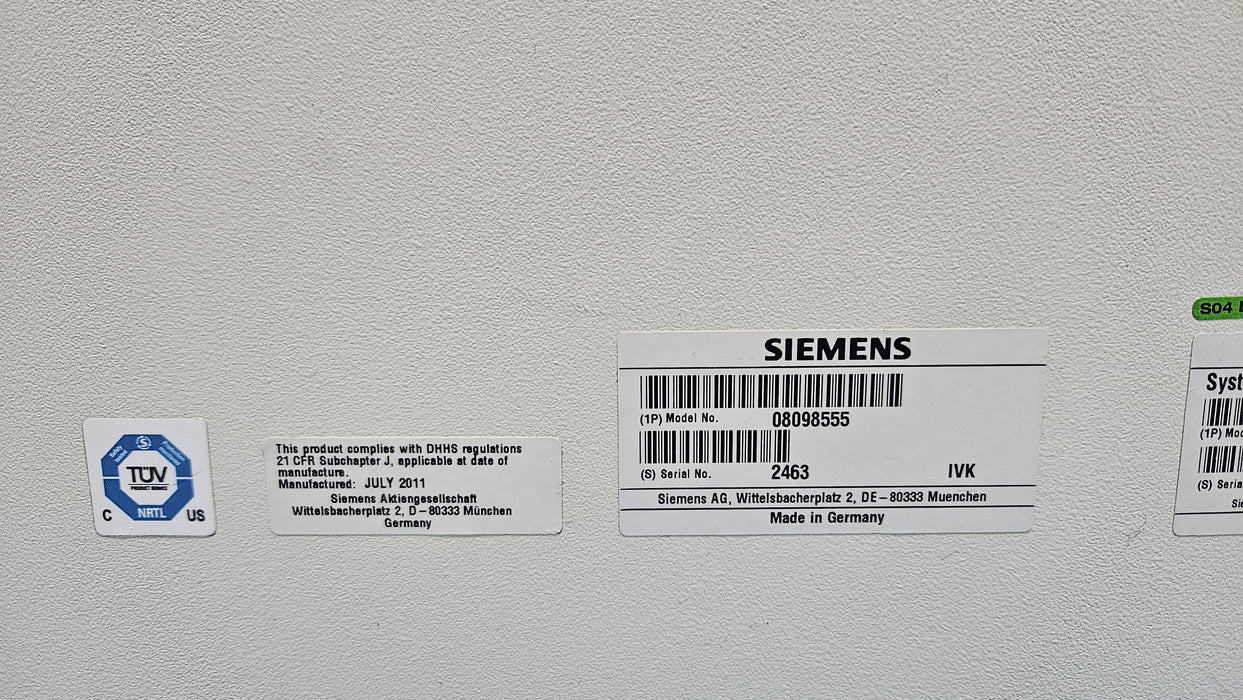 TÜV
PRODUCT SERVICE
C NRTL US
This product complies with DHHS regulations
21 CFR Subchapter J, applicable at date of
manufacture.
Manufactured: JULY 2011
Siemens Aktiengesellschaft
Wittelsbacherplatz 2, D-80333 München
Germany
SIEMENS
(1P) Model No. 08098555
(S) Serial No. 2463 IVK
Siemens AG, Wittelsbacherplatz 2, DE-80333 Muenchen
Made in Germany
S04
Syst
(1P) Mod
(S) Seria
Sie